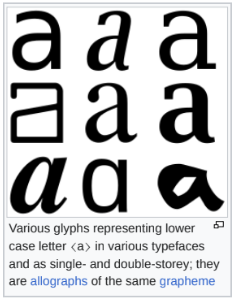 a a a
a a a
a a a
Various glyphs representing lower
case letter ⟨a⟩ in various typefaces
and as single- and double-storey; they
are allographs of the same grapheme